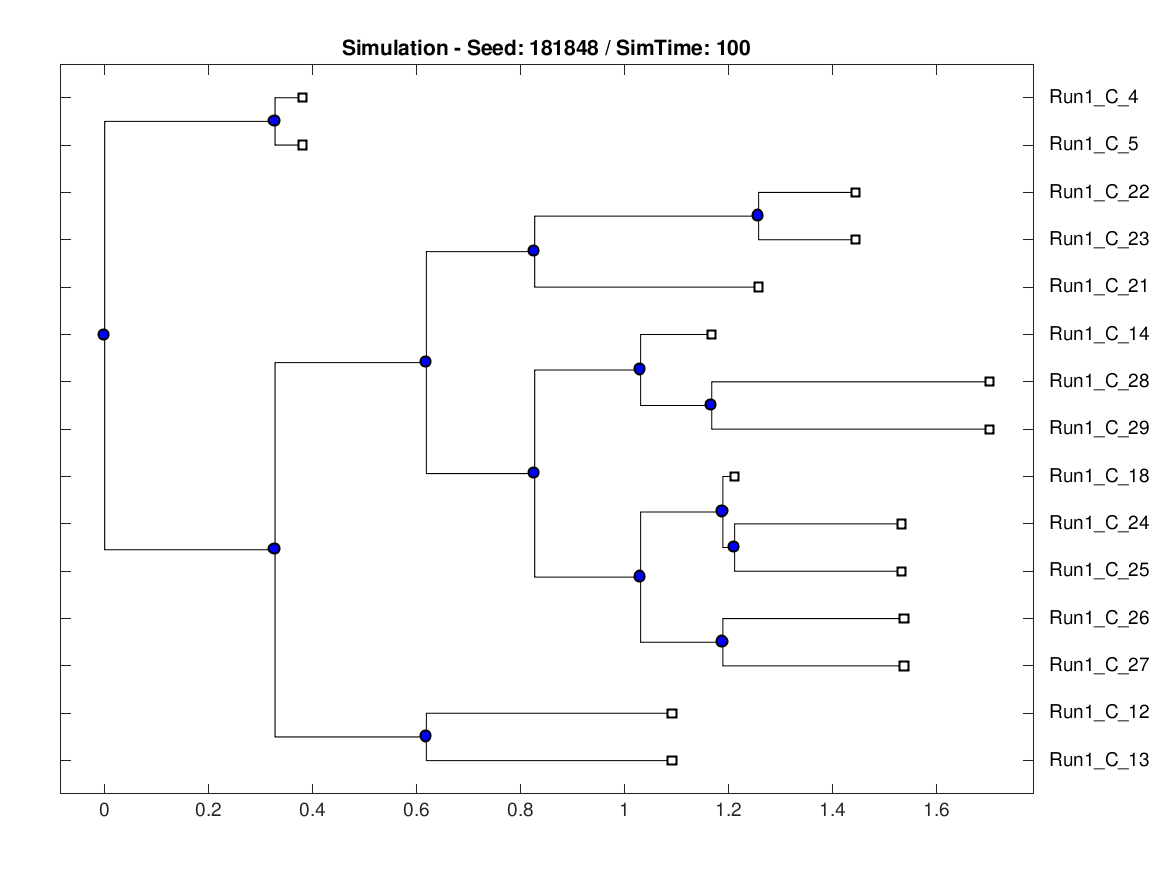 Simulation - Seed: 181848 / SimTime: 100
Run1_C_4
Run1_C_5
Run1_C_22
Run1_C_23
Run1_C_21
Run1_C_14
Run1_C_28
Run1_C_29
Run1_C_18
Run1_C_24
Run1_C_25
Run1_C_26
Run1_C_27
Run1_C_12
Run1_C_13
0 0.2 0.4 0.6 0.8 1 1.2 1.4 1.6